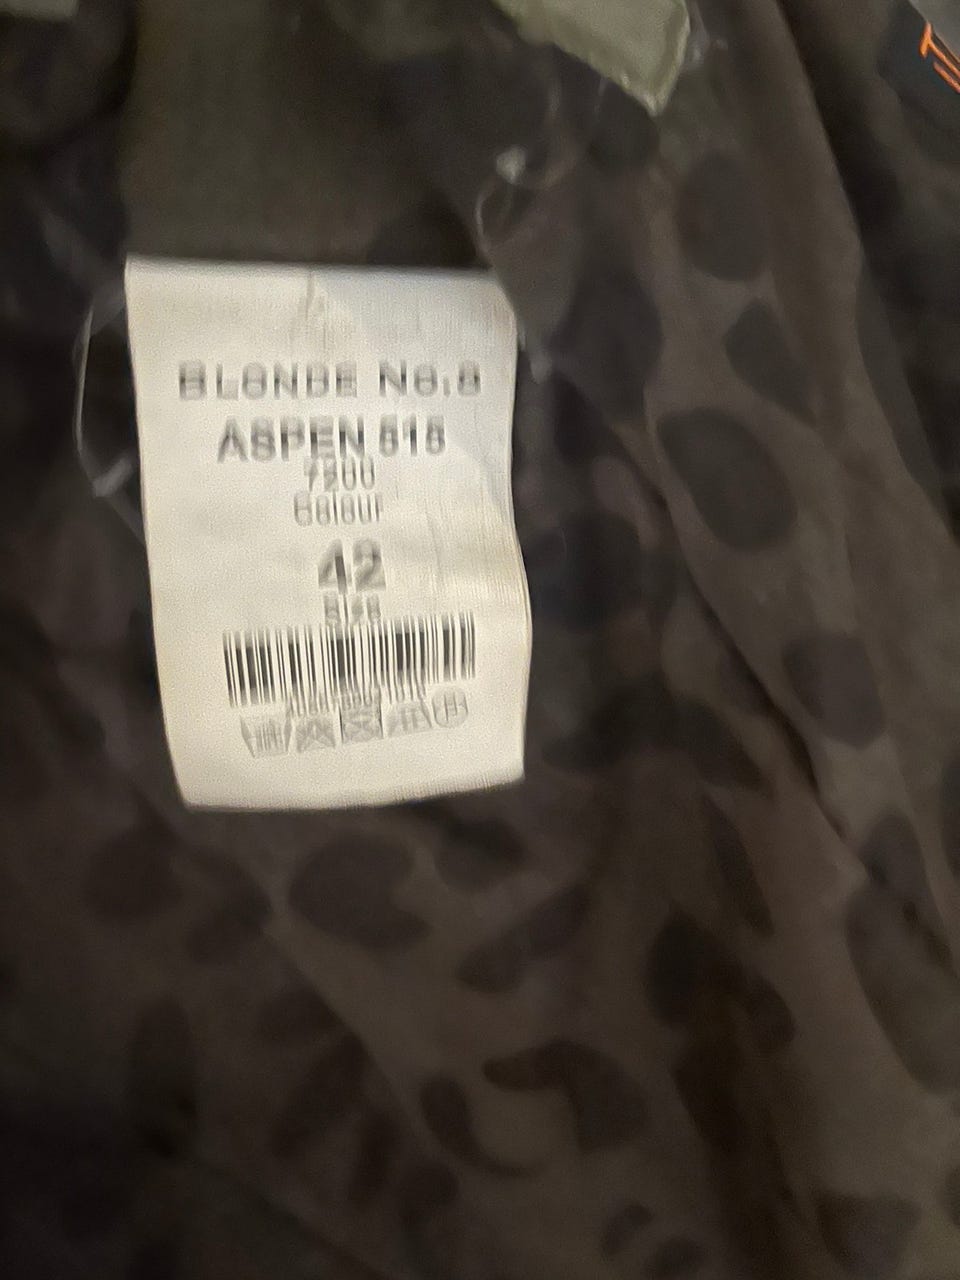 BLONDE No.8
ASPEN 515
7200
Colour
42
Size